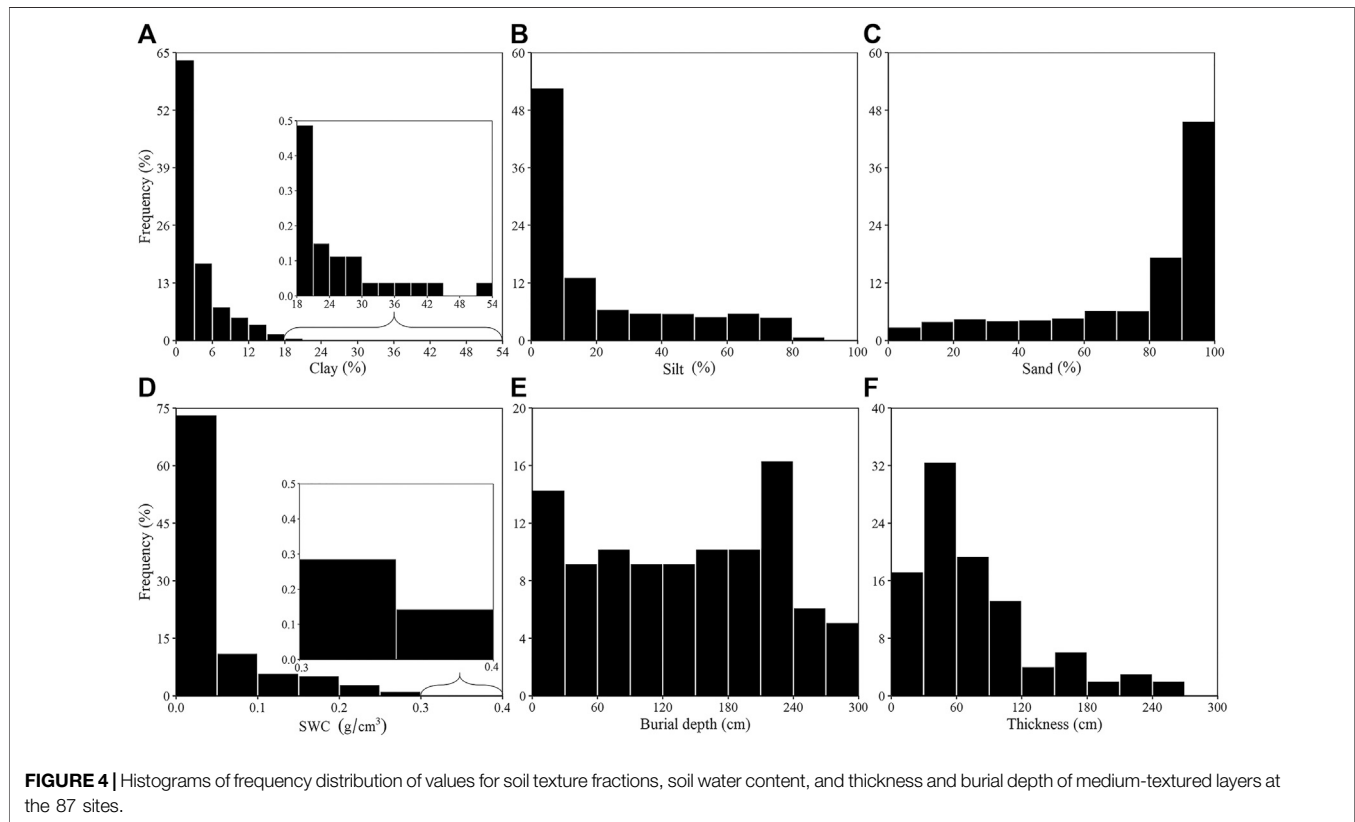 A
65
52
39
26
13
0
Frequency (%)
0 6 12 18 24 30 36 42 48 54
Clay (%)
0.5
0.4
0.3
0.2
0.1
0.0
18 24 30 36 42 48 54
B
60
48
36
24
12
0
0 20 40 60 80 100
Silt (%)
C
60
48
36
24
12
0
0 20 40 60 80 100
Sand (%)
D
75
60
45
30
15
0
Frequency (%)
0.0 0.1 0.2 0.3 0.4
SWC (g/cm³)
0.5
0.4
0.3
0.2
0.1
0.0
0.3 0.4
E
20
16
12
8
4
0
0 60 120 180 240 300
Burial depth (cm)
F
40
32
24
16
8
0
0 60 120 180 240 300
Thickness (cm)
FIGURE 4 | Histograms of frequency distribution of values for soil texture fractions, soil water content, and thickness and burial depth of medium-textured layers at
the 87 sites.